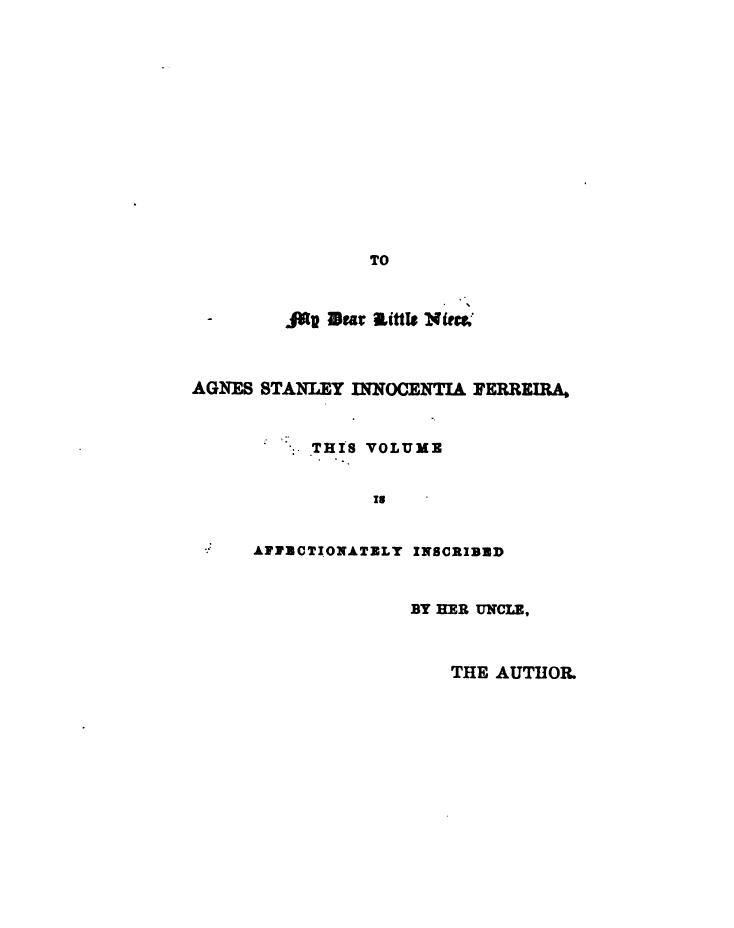 TO
My Dear Little Niece,
AGNES STANLEY INNOCENTIA FERREIRA,
THIS VOLUME
IS
AFFECTIONATELY INSCRIBED
BY HER UNCLE,
THE AUTHOR.